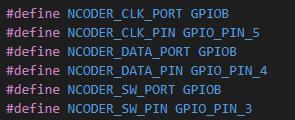 #define NCODER_CLK_PORT GPIOB
#define NCODER_CLK_PIN GPIO_PIN_5
#define NCODER_DATA_PORT GPIOB
#define NCODER_DATA_PIN GPIO_PIN_4
#define NCODER_SW_PORT GPIOB
#define NCODER_SW_PIN GPIO_PIN_3